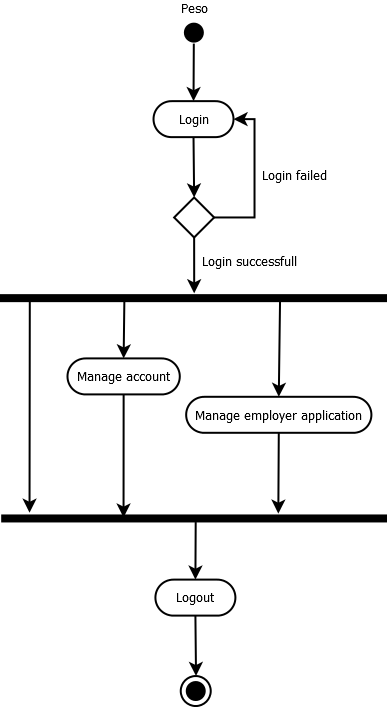 Peso
Login
Login failed
Login successfull
Manage account
Manage employer application
Logout